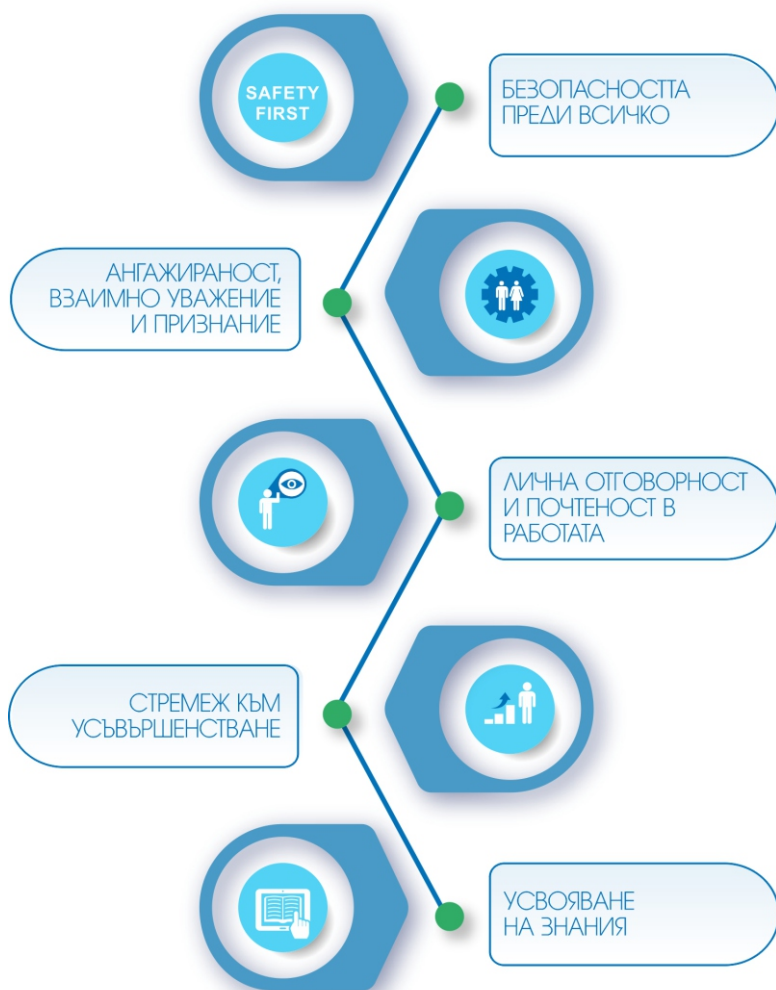 SAFETY
FIRST
БЕЗОПАСНОСТТА
ПРЕДИ ВСИЧКО
АНГАЖИРАНОСТ,
ВЗАИМНО УВАЖЕНИЕ
И ПРИЗНАНИЕ
ЛИЧНА ОТГОВОРНОСТ
И ПОЧТЕНОСТ В
РАБОТАТА
СТРЕМЕЖ КЪМ
УСЪВЪРШЕНСТВАНЕ
УСВОЯВАНЕ
НА ЗНАНИЯ